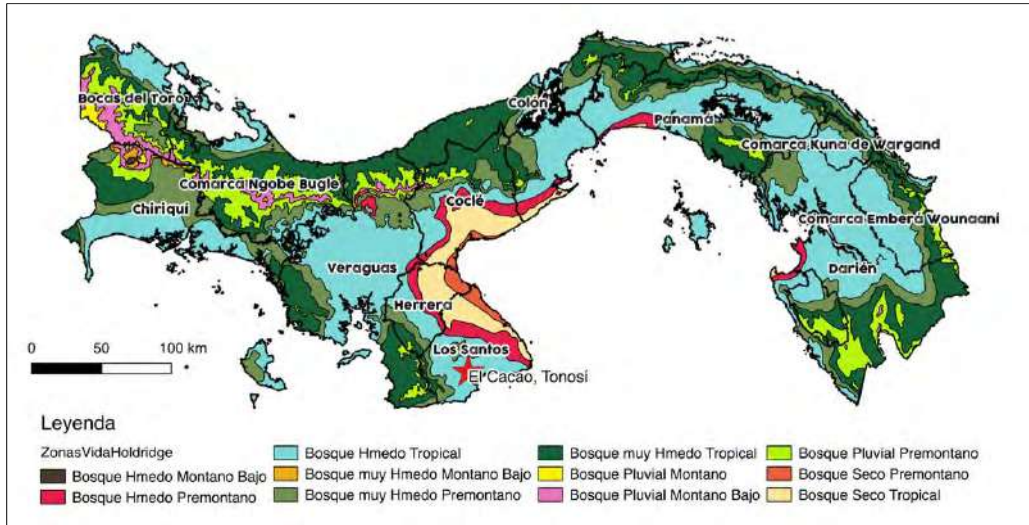 Bocas del Toro
Colón
Panamá
Comarca Kuna de Wargand
Comarca Ngobe Bugle
Chiriquí
Coclé
Comarca Emberá Wounaaní
Veraguas
Darién
Herrera
Los Santos
El Cacao, Tonosí
0 50 100 km
Leyenda
ZonasVidaHoldridge
Bosque Hmedo Montano Bajo
Bosque Hmedo Premontano
Bosque Hmedo Tropical
Bosque muy Hmedo Montano Bajo
Bosque muy Hmedo Premontano
Bosque muy Hmedo Tropical
Bosque Pluvial Montano
Bosque Pluvial Montano Bajo
Bosque Pluvial Premontano
Bosque Seco Premontano
Bosque Seco Tropical